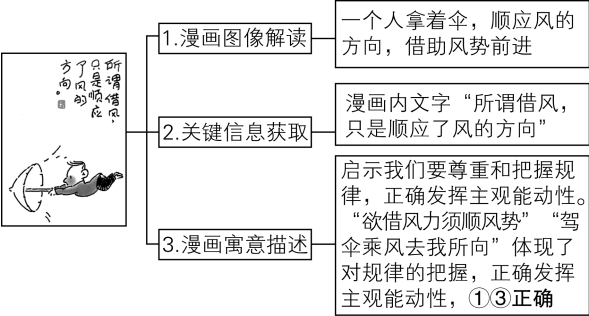 所谓借风，
只是顺应
了风的
方向。
1.漫画图像解读
一个人拿着伞，顺应风的
方向，借助风势前进
2.关键信息获取
漫画内文字“所谓借风，
只是顺应了风的方向”
3.漫画寓意描述
启示我们要尊重和把握规
律，正确发挥主观能动性。
“欲借风力须顺风势”“驾
伞乘风去我所向”体现了
对规律的把握，正确发挥
主观能动性，①③正确